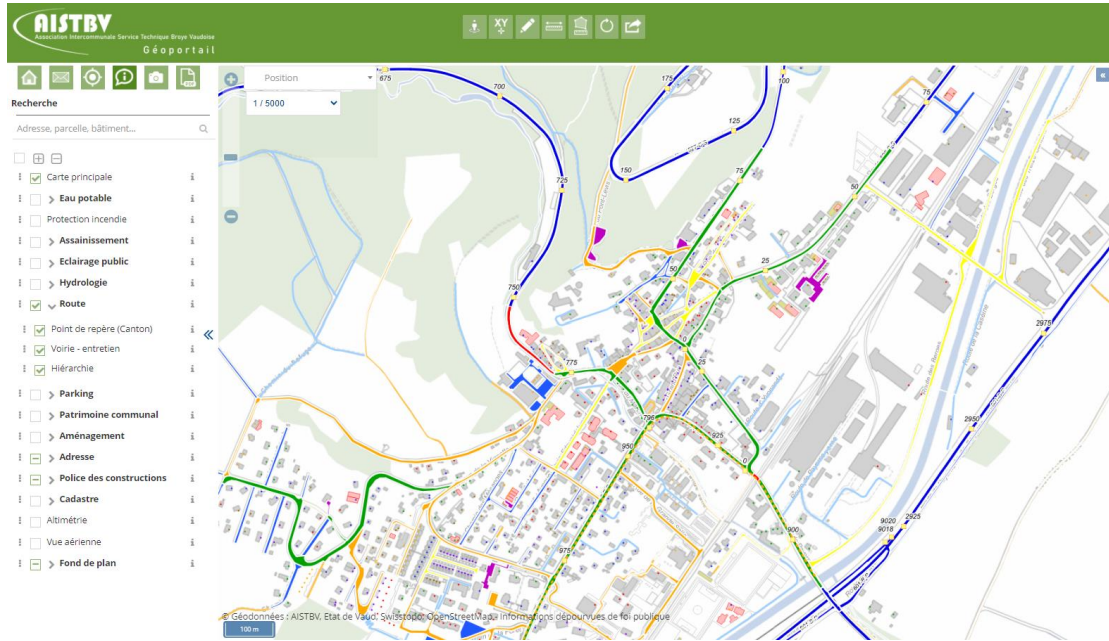 AISTBV
Association Intercommunale Service Technique Broye Vaudoise
Géoportail
XY
Recherche
Adresse, parcelle, bâtiment...
Carte principale
Eau potable
Protection incendie
Assainissement
Eclairage public
Hydrologie
Route
Point de repère (Canton)
Voirie - entretien
Hiérarchie
Parking
Patrimoine communal
Aménagement
Adresse
Police des constructions
Cadastre
Altimétrie
Vue aérienne
Fond de plan
Position
1 / 5000
675
700
175
100
75
125
150
75
725
50
25
50
750
0
25
2975
775
796
925
950
0
2950
900
9020
9018
2925
975
© Géodonnées : AISTBV, Etat de Vaud, Swisstopo, OpenStreetMap, Informations dépourvues de foi publique
100 m